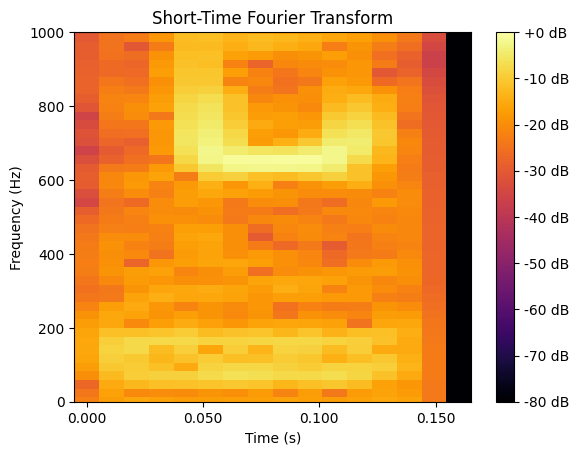 Short-Time Fourier Transform
1000
800
600
400
200
0
Frequency (Hz)
0.000
0.050
0.100
0.150
Time (s)
+0 dB
-10 dB
-20 dB
-30 dB
-40 dB
-50 dB
-60 dB
-70 dB
-80 dB